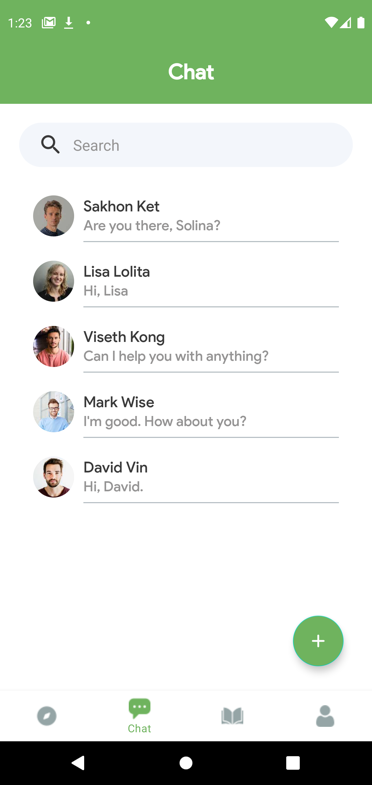 1:23
Chat
Search
Sakhon Ket
Are you there, Solina?
Lisa Lolita
Hi, Lisa
Viseth Kong
Can I help you with anything?
Mark Wise
I'm good. How about you?
David Vin
Hi, David.
Chat